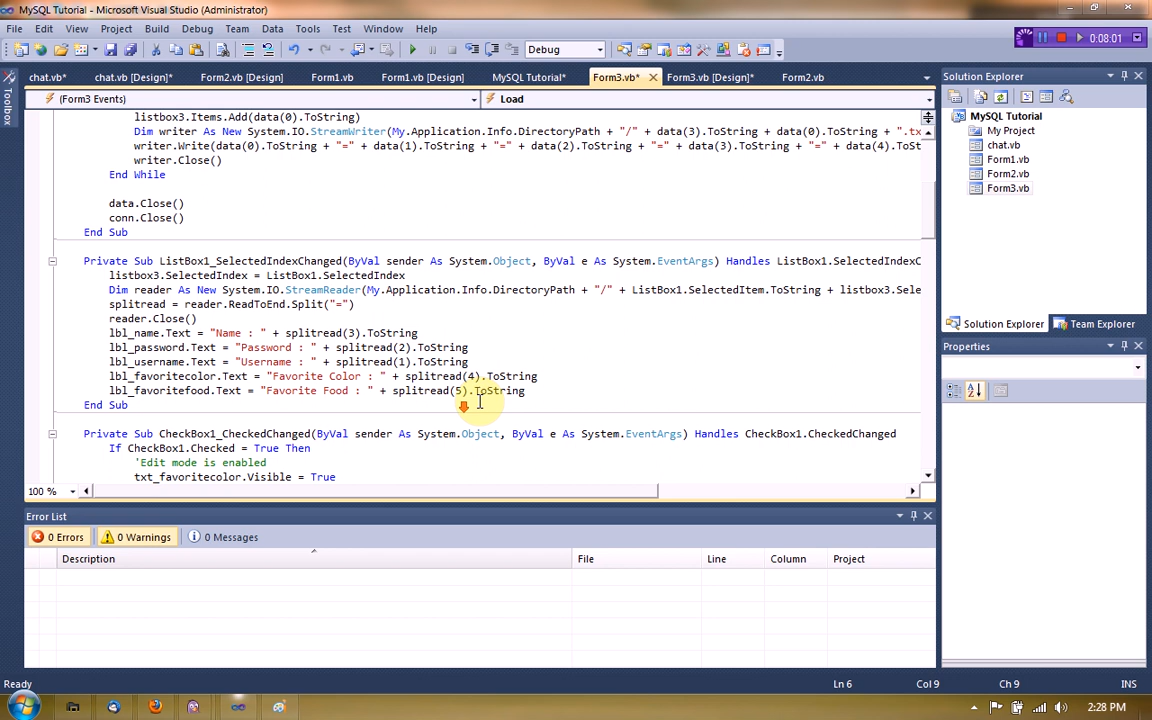 MySQL Tutorial - Microsoft Visual Studio (Administrator)
File Edit View Project Build Debug Team Data Tools Test Window Help
Debug
0:08:01
chat.vb* chat.vb [Design]* Form2.vb [Design] Form1.vb Form1.vb [Design] MySQL Tutorial* Form3.vb* Form3.vb [Design]* Form2.vb
(Form3 Events) Load
Toolbox
listbox3.Items.Add(data(0).ToString)
Dim writer As New System.IO.StreamWriter(My.Application.Info.DirectoryPath + "/" + data(3).ToString + data(0).ToString + ".tx
writer.Write(data(0).ToString + "=" + data(1).ToString + "=" + data(2).ToString + "=" + data(3).ToString + "=" + data(4).ToSt
writer.Close()
End While
data.Close()
conn.Close()
End Sub
Private Sub ListBox1_SelectedIndexChanged(ByVal sender As System.Object, ByVal e As System.EventArgs) Handles ListBox1.SelectedIndexC
listbox3.SelectedIndex = ListBox1.SelectedIndex
Dim reader As New System.IO.StreamReader(My.Application.Info.DirectoryPath + "/" + ListBox1.SelectedItem.ToString + listbox3.Sele
splitread = reader.ReadToEnd.Split("=")
reader.Close()
lbl_name.Text = "Name : " + splitread(3).ToString
lbl_password.Text = "Password : " + splitread(2).ToString
lbl_username.Text = "Username : " + splitread(1).ToString
lbl_favoritecolor.Text = "Favorite Color : " + splitread(4).ToString
lbl_favoritefood.Text = "Favorite Food : " + splitread(5).ToString
End Sub
Private Sub CheckBox1_CheckedChanged(ByVal sender As System.Object, ByVal e As System.EventArgs) Handles CheckBox1.CheckedChanged
If CheckBox1.Checked = True Then
'Edit mode is enabled
txt_favoritecolor.Visible = True
100 %
Solution Explorer
MySQL Tutorial
My Project
chat.vb
Form1.vb
Form2.vb
Form3.vb
Solution Explorer Team Explorer
Properties
Error List
0 Errors 0 Warnings 0 Messages
Description File Line Column Project
Ready Ln 6 Col 9 Ch 9 INS
2:28 PM